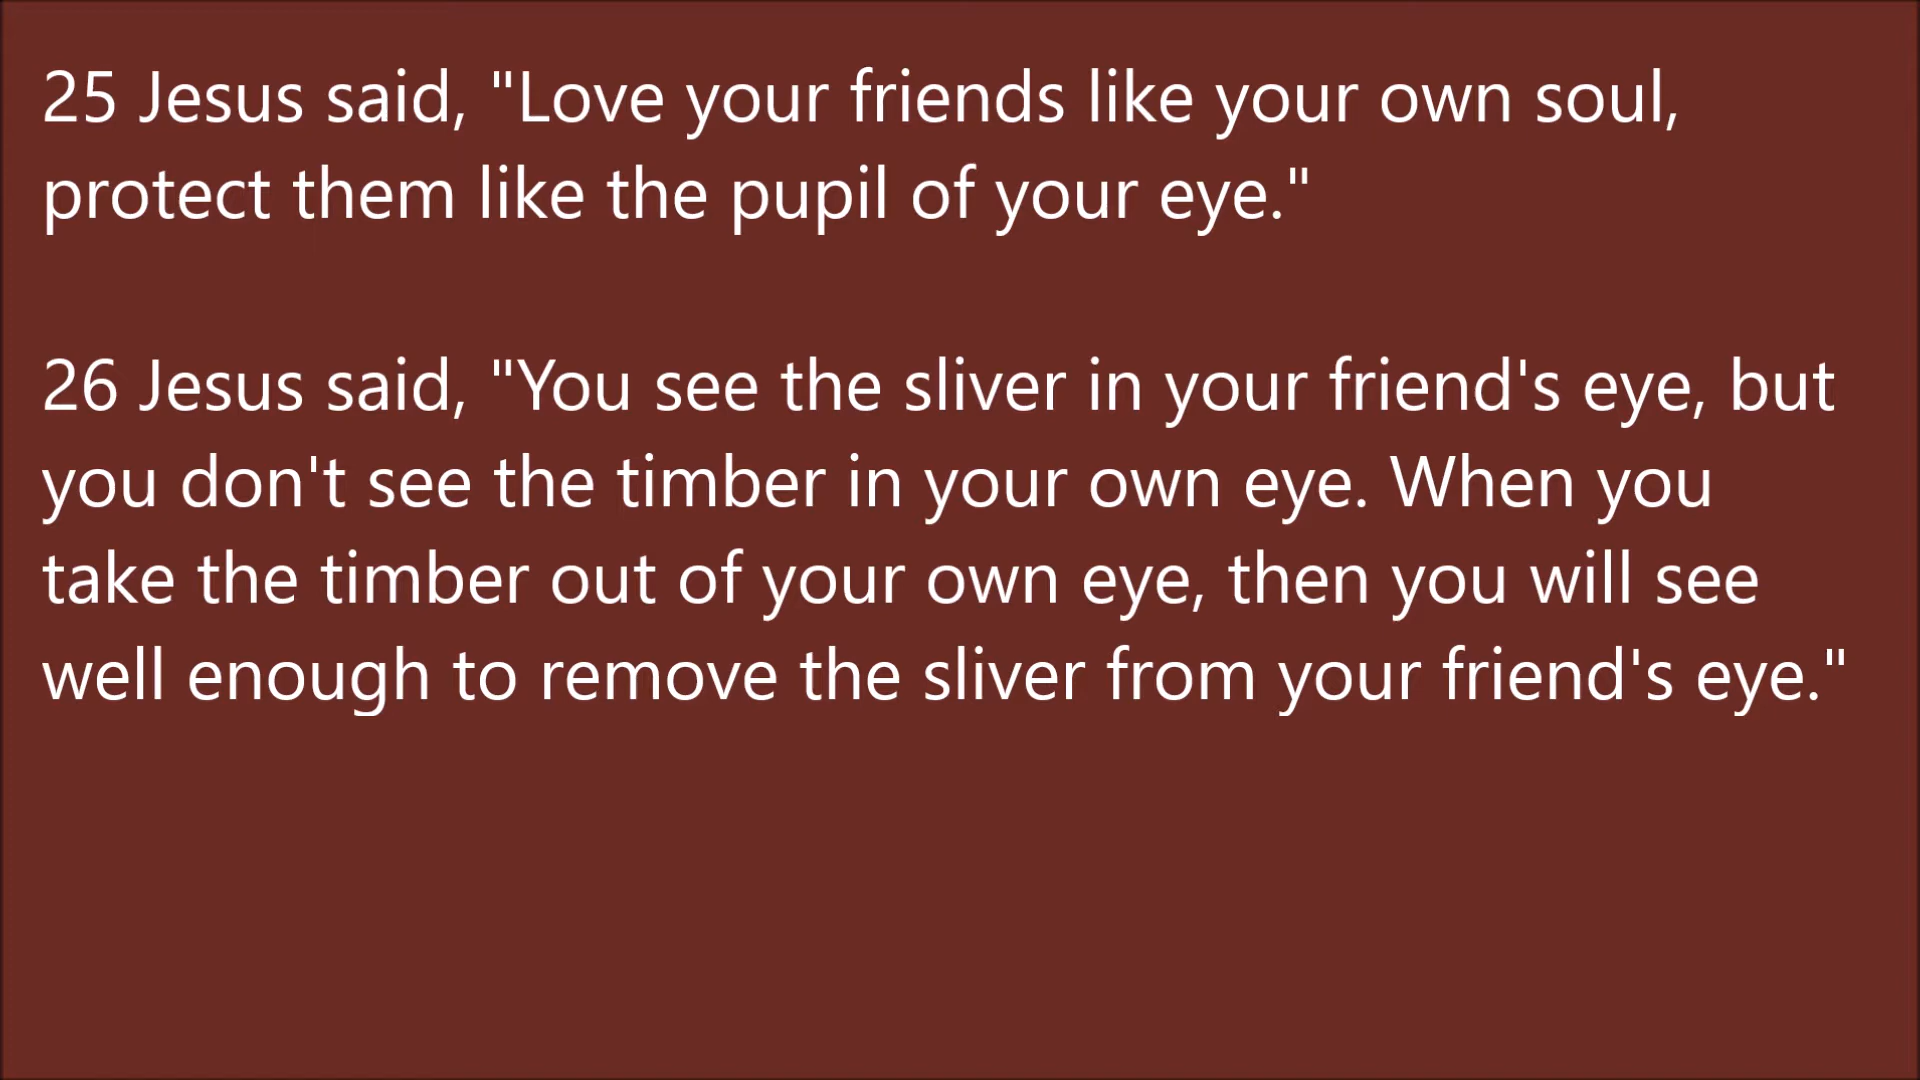 25 Jesus said, "Love your friends like your own soul,
protect them like the pupil of your eye."
26 Jesus said, "You see the sliver in your friend's eye, but
you don't see the timber in your own eye. When you
take the timber out of your own eye, then you will see
well enough to remove the sliver from your friend's eye."